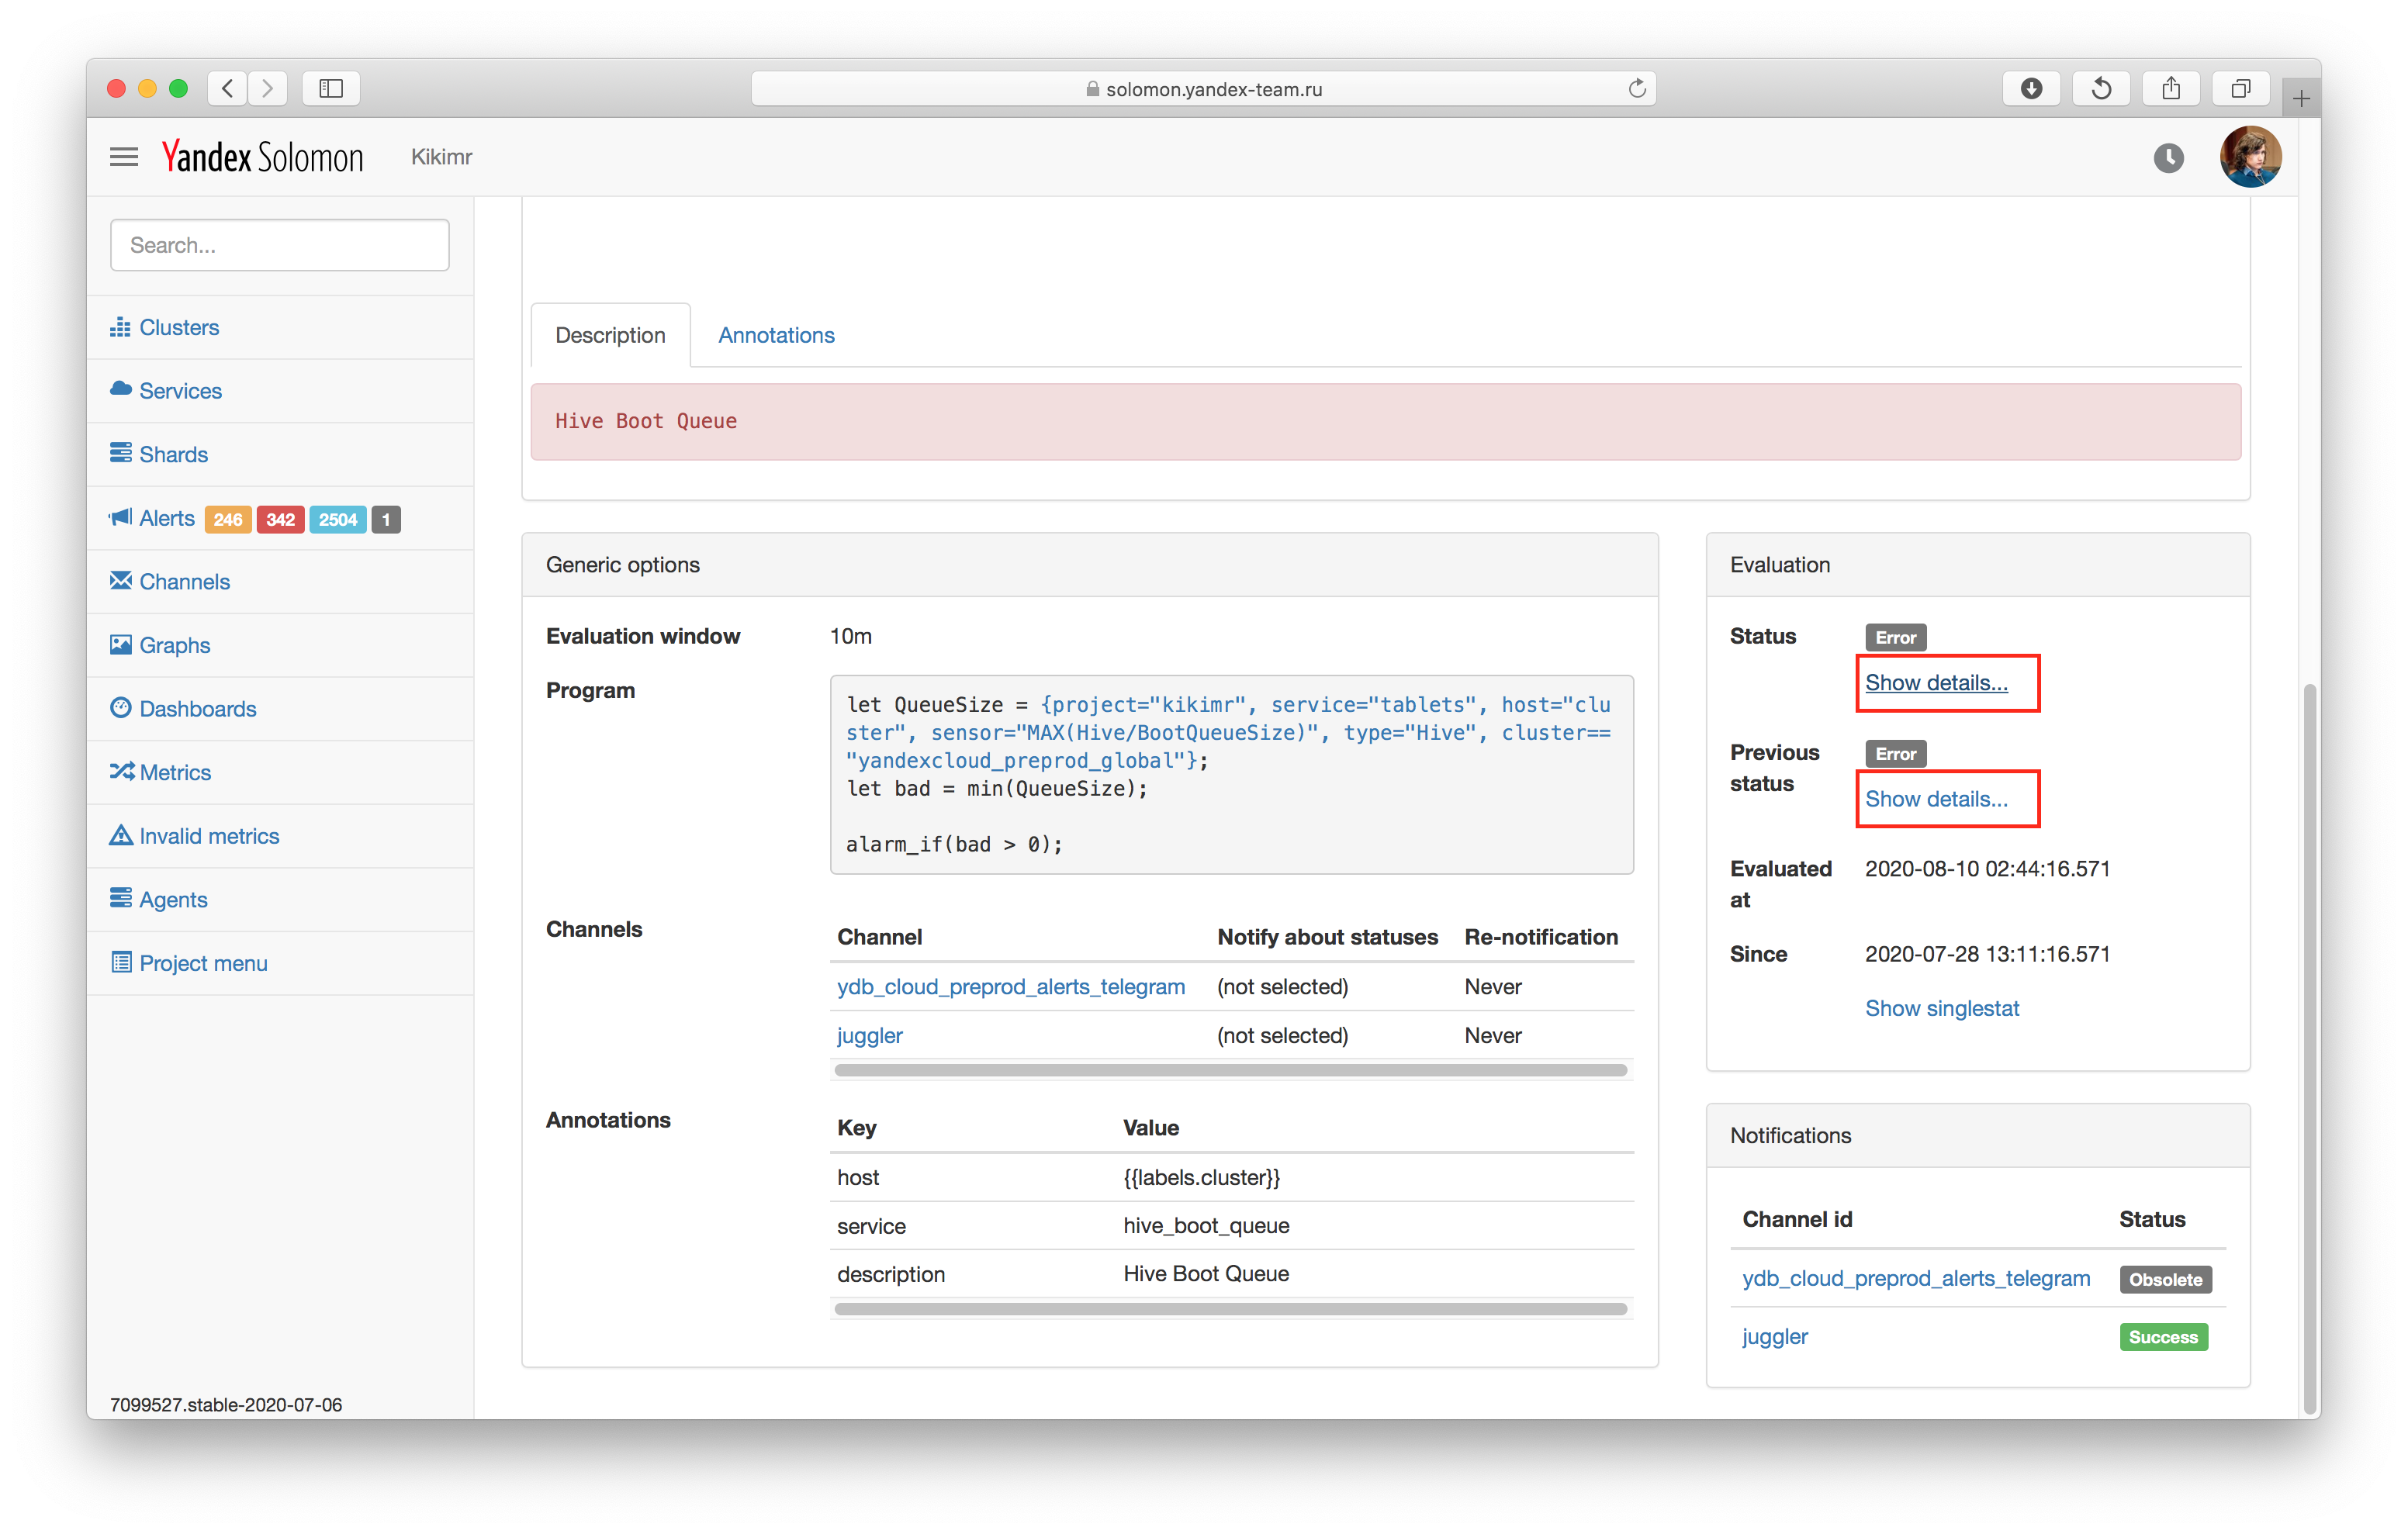 solomon.yandex-team.ru
Yandex Solomon
Kikimr
Search...
Clusters
Services
Shards
Alerts 246 342 2504 1
Channels
Graphs
Dashboards
Metrics
Invalid metrics
Agents
Project menu
7099527.stable-2020-07-06
Description
Annotations
Hive Boot Queue
Generic options
Evaluation window 10m
Program
let QueueSize = {project="kikimr", service="tablets", host="clu
ster", sensor="MAX(Hive/BootQueueSize)", type="Hive", cluster==
"yandexcloud_preprod_global"};
let bad = min(QueueSize);
alarm_if(bad > 0);
Channels
Channel Notify about statuses Re-notification
ydb_cloud_preprod_alerts_telegram (not selected) Never
juggler (not selected) Never
Annotations
Key Value
host {{labels.cluster}}
service hive_boot_queue
description Hive Boot Queue
Evaluation
Status Error
Show details...
Previous
status
Error
Show details...
Evaluated
at
2020-08-10 02:44:16.571
Since 2020-07-28 13:11:16.571
Show singlestat
Notifications
Channel id Status
ydb_cloud_preprod_alerts_telegram Obsolete
juggler Success